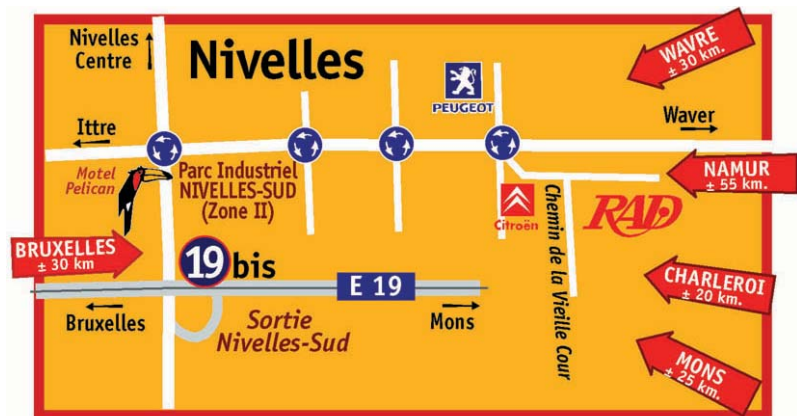 Nivelles
Centre
Nivelles
WAVRE
± 30 km.
PEUGEOT
Ittre
Waver
Motel
Pelican
Parc Industriel
NIVELLES-SUD
(Zone II)
NAMUR
± 55 km.
Citroën
Chemin de la Vieille Cour
RAD
BRUXELLES
± 30 km
19 bis
E 19
CHARLEROI
± 20 km.
Bruxelles
Sortie
Nivelles-Sud
Mons
MONS
± 25 km.